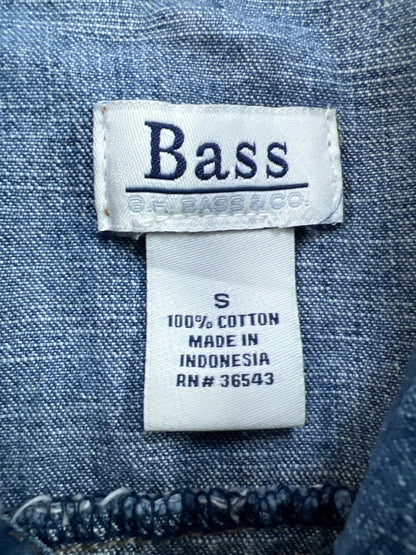 Bass
G.H. BASS & CO.
S
100% COTTON
MADE IN
INDONESIA
RN# 36543